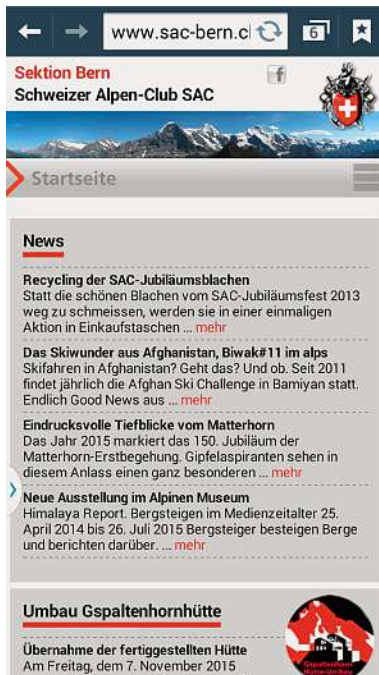 www.sac-bern.cl
6
Sektion Bern
f
Schweizer Alpen-Club SAC
Startseite
News
Recycling der SAC-Jubiläumsblachen
Statt die schönen Blachen vom SAC-Jubiläumsfest 2013
weg zu schmeissen, werden sie in einer einmaligen
Aktion in Einkaufstaschen ... mehr
Das Skiwunder aus Afghanistan, Biwak#11 im alps
Skifahren in Afghanistan? Geht das? Und ob. Seit 2011
findet jährlich die Afghan Ski Challenge in Bamiyan statt.
Endlich Good News aus ... mehr
Eindrucksvolle Tiefblicke vom Matterhorn
Das Jahr 2015 markiert das 150. Jubiläum der
Matterhorn-Erstbegehung. Gipfelaspiranten sehen in
diesem Anlass einen ganz besonderen ... mehr
Neue Ausstellung im Alpinen Museum
Himalaya Report. Bergsteigen im Medienzeitalter 25.
April 2014 bis 26. Juli 2015 Bergsteiger besteigen Berge
und berichten darüber. ... mehr
Umbau Gspaltenhornhütte
Übernahme der fertiggestellten Hütte
Am Freitag, dem 7. November 2015
Gspaltenhorn
Hütte-Umbau